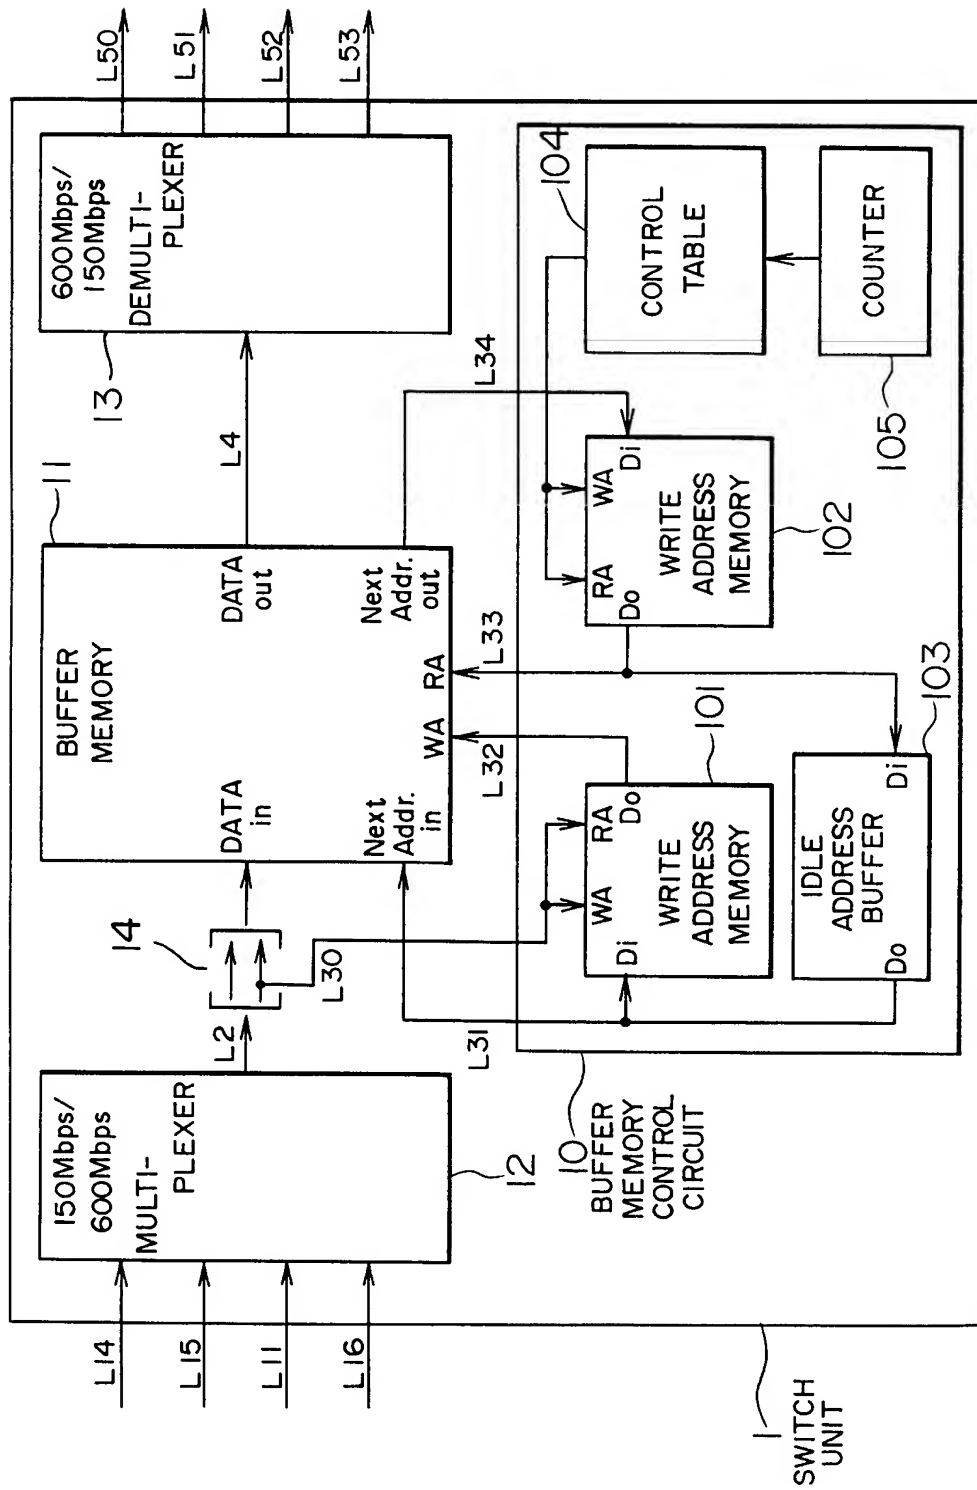 L14
L15
L11
L16
150Mbps/
600Mbps
MULTI-
PLEXER
12
L2
14
L30
L31
BUFFER
MEMORY
11
DATA
in
DATA
out
Next
Addr.
in
WA
RA
Next
Addr.
out
L4
600Mbps/
150Mbps
DEMULTI-
PLEXER
13
L50
L51
L52
L53
L32
L33
L34
10
BUFFER
MEMORY
CONTROL
CIRCUIT
WA
RA
Di
Do
WRITE
ADDRESS
MEMORY
101
RA
WA
Do
Di
WRITE
ADDRESS
MEMORY
102
IDLE
ADDRESS
BUFFER
Do
Di
103
CONTROL
TABLE
104
COUNTER
105
1
SWITCH
UNIT